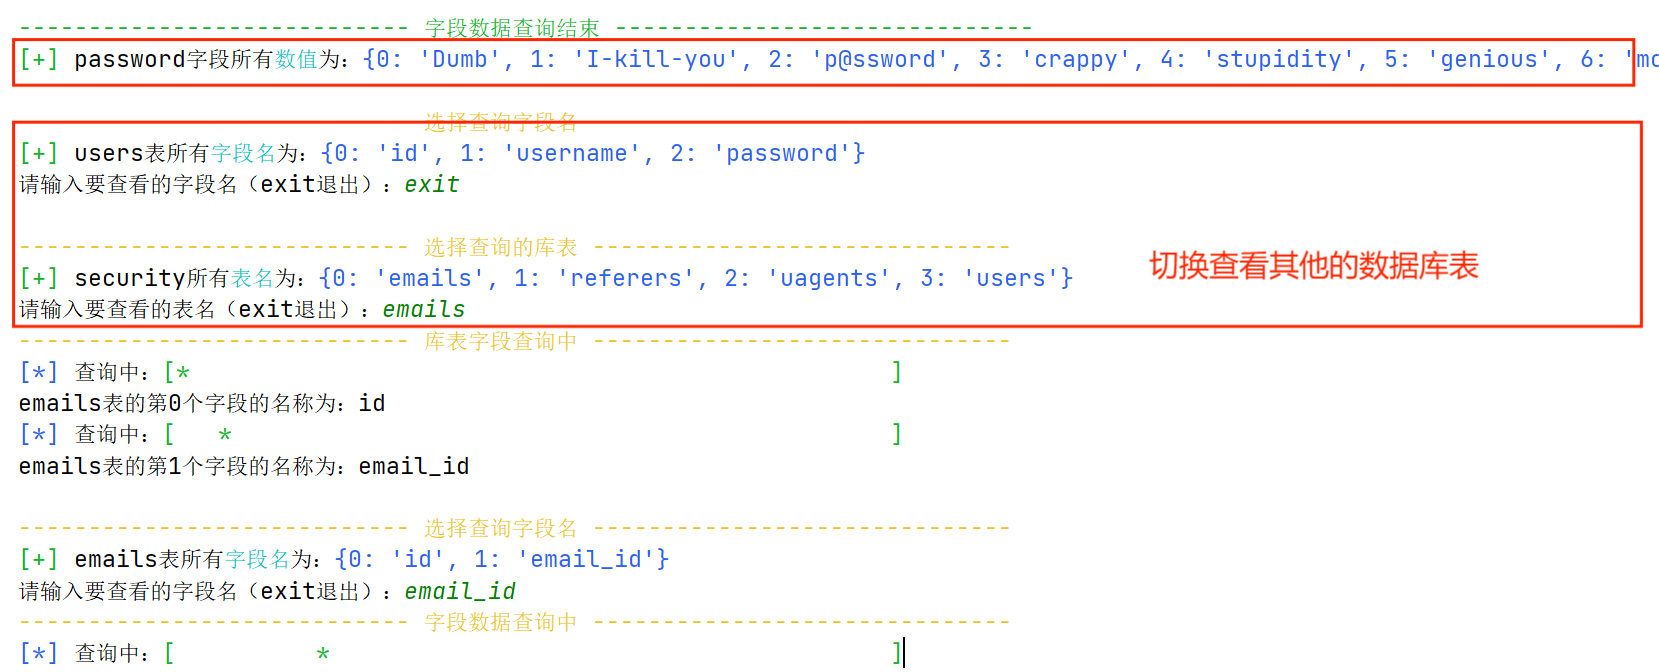 ---------------------------- 字段数据查询结束 ------------------------------
[+] password字段所有数值为：{0: 'Dumb', 1: 'I-kill-you', 2: 'p@ssword', 3: 'crappy', 4: 'stupidity', 5: 'genious', 6: 'mo
选择查询字段名
[+] users表所有字段名为：{0: 'id', 1: 'username', 2: 'password'}
请输入要查看的字段名（exit退出）：exit
---------------------------- 选择查询的库表 ------------------------------
[+] security所有表名为：{0: 'emails', 1: 'referers', 2: 'uagents', 3: 'users'}
切换查看其他的数据库表
请输入要查看的表名（exit退出）：emails
---------------------------- 库表字段查询中 ------------------------------
[*] 查询中：[* ]
emails表的第0个字段的名称为：id
[*] 查询中：[ * ]
emails表的第1个字段的名称为：email_id
---------------------------- 选择查询字段名 ------------------------------
[+] emails表所有字段名为：{0: 'id', 1: 'email_id'}
请输入要查看的字段名（exit退出）：email_id
---------------------------- 字段数据查询中 ------------------------------
[*] 查询中：[ * ]